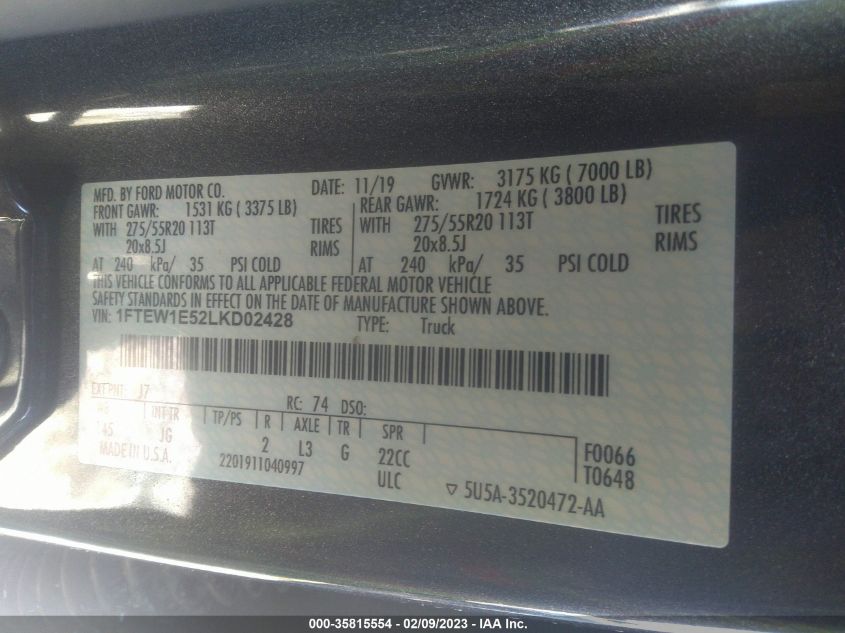 MFD. BY FORD MOTOR CO. DATE: 11/19 GVWR: 3175 KG ( 7000 LB)
FRONT GAWR: 1531 KG ( 3375 LB) REAR GAWR: 1724 KG ( 3800 LB)
WITH 275/55R20 113T TIRES WITH 275/55R20 113T TIRES
20x8.5J RIMS 20x8.5J RIMS
AT 240 kPa/ 35 PSI COLD AT 240 kPa/ 35 PSI COLD
THIS VEHICLE CONFORMS TO ALL APPLICABLE FEDERAL MOTOR VEHICLE
SAFETY STANDARDS IN EFFECT ON THE DATE OF MANUFACTURE SHOWN ABOVE.
VIN: 1FTEW1E52LKD02428 TYPE: Truck
EXT PNT: J7 RC: 74 DSO:
WB INT TR TP/PS R AXLE TR SPR
145 JG 2 L3 G 22CC F0066
MADE IN U.S.A. 2201911040997 ULC T0648
▽ 5U5A-3520472-AA
000-35815554 - 02/09/2023 - IAA Inc.